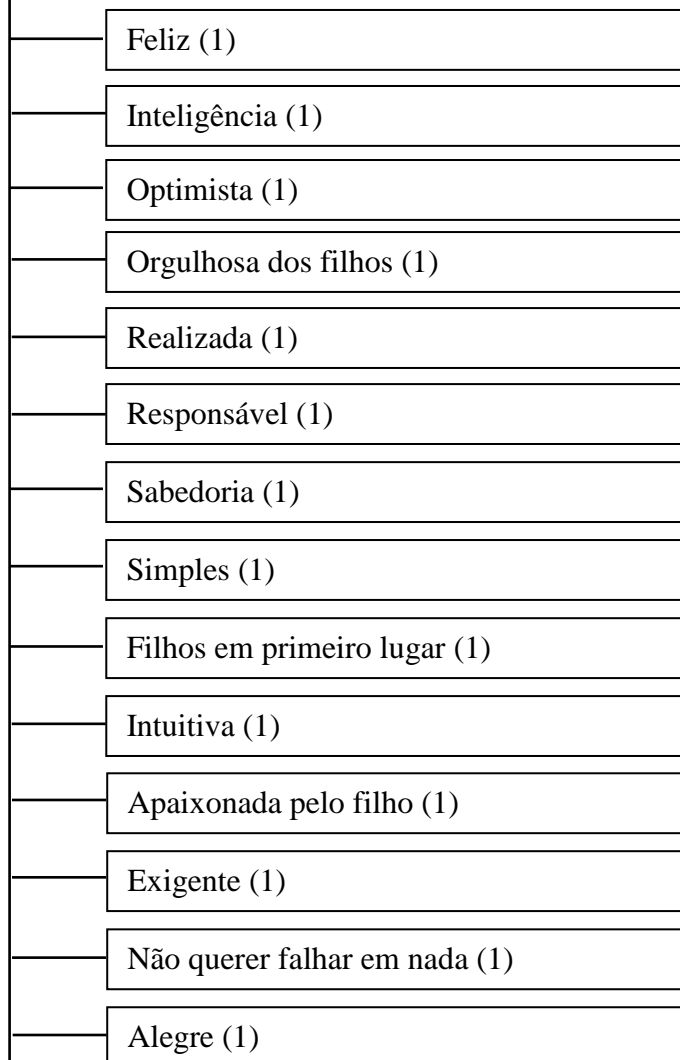 Feliz (1)
Inteligência (1)
Optimista (1)
Orgulhosa dos filhos (1)
Realizada (1)
Responsável (1)
Sabedoria (1)
Simples (1)
Filhos em primeiro lugar (1)
Intuitiva (1)
Apaixonada pelo filho (1)
Exigente (1)
Não querer falhar em nada (1)
Alegre (1)